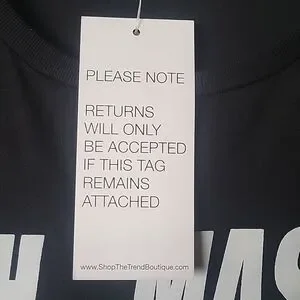 PLEASE NOTE
RETURNS
WILL ONLY
BE ACCEPTED
IF THIS TAG
REMAINS
ATTACHED
www.ShopTheTrendBoutique.com